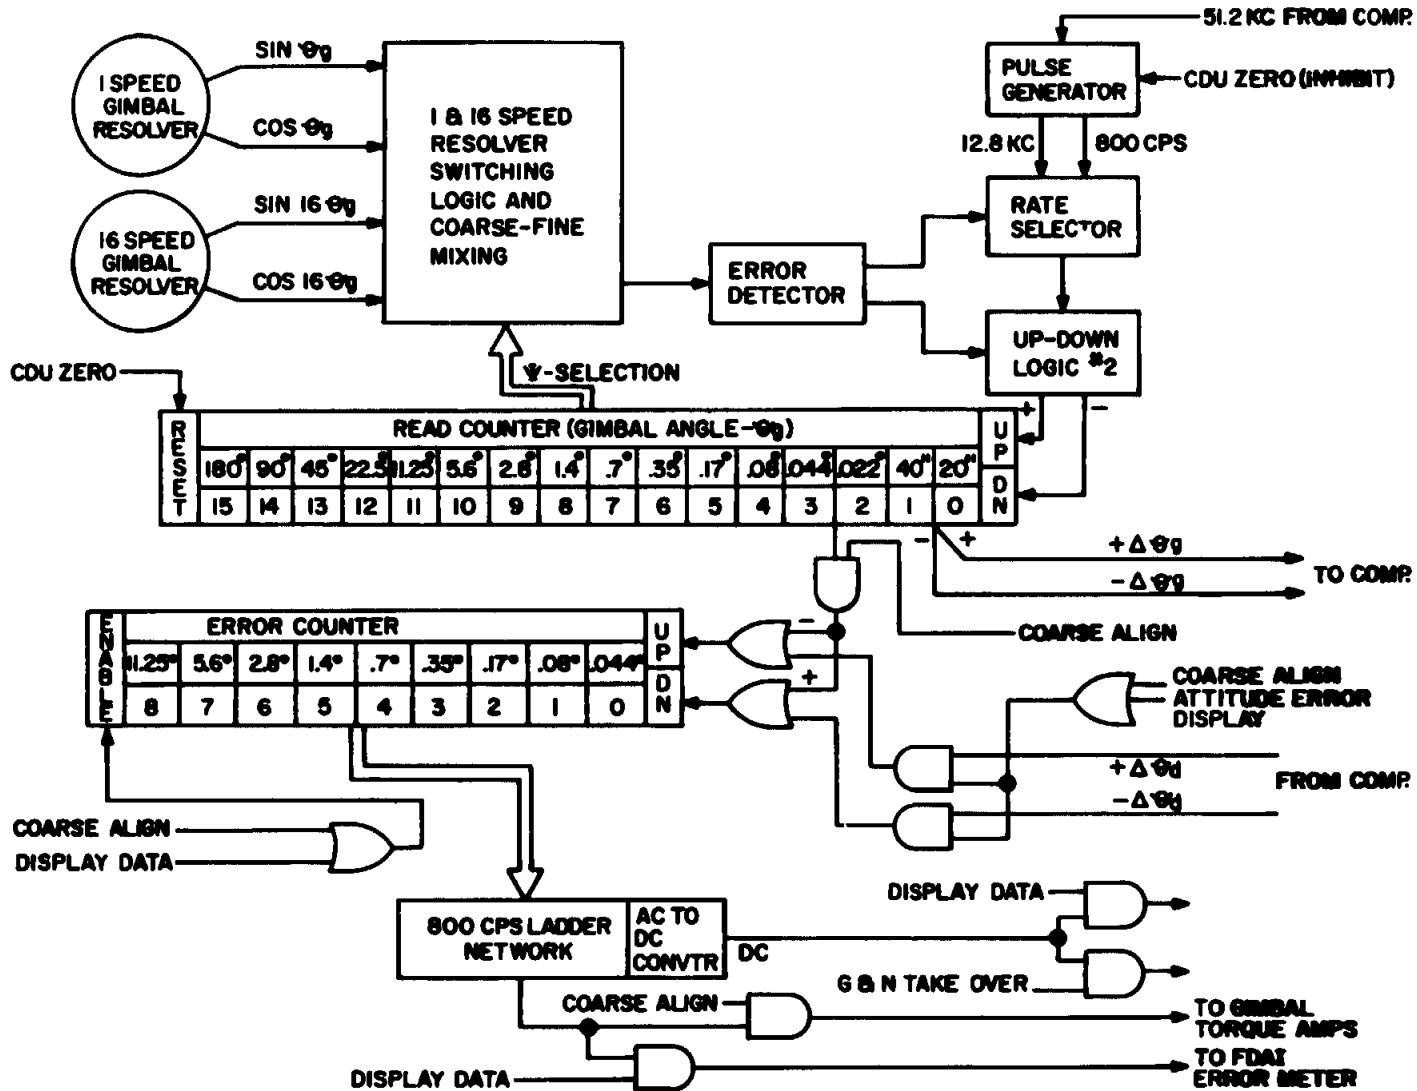 51.2 KC FROM COMP.
SIN θg
1 SPEED
GIMBAL
RESOLVER
COS θg
1 & 16 SPEED
RESOLVER
SWITCHING
LOGIC AND
COARSE-FINE
MIXING
PULSE
GENERATOR
CDU ZERO (INHIBIT)
12.8 KC
800 CPS
SIN 16 θg
16 SPEED
GIMBAL
RESOLVER
COS 16 θg
RATE
SELECTOR
ERROR
DETECTOR
UP-DOWN
LOGIC #2
CDU ZERO
Ψ-SELECTION
+ −
RESET
READ COUNTER (GIMBAL ANGLE-θg)
UP
180° 90° 45° 22.5° 11.25° 5.6° 2.8° 1.4° .7° .35° .17° .08° .044° .022° 40" 20"
DN
15 14 13 12 11 10 9 8 7 6 5 4 3 2 1 0
− +
+Δθg
−Δθg
TO COMP.
COARSE ALIGN
ENABLE
ERROR COUNTER
UP
11.25° 5.6° 2.8° 1.4° .7° .35° .17° .08° .044°
DN
8 7 6 5 4 3 2 1 0
−
+
COARSE ALIGN
ATTITUDE ERROR
DISPLAY
+Δθd
−Δθd
FROM COMP.
COARSE ALIGN
DISPLAY DATA
800 CPS LADDER
NETWORK
AC TO
DC
CONVTR
DC
DISPLAY DATA
G & N TAKE OVER
COARSE ALIGN
TO GIMBAL
TORQUE AMPS
DISPLAY DATA
TO FDAI
ERROR METER